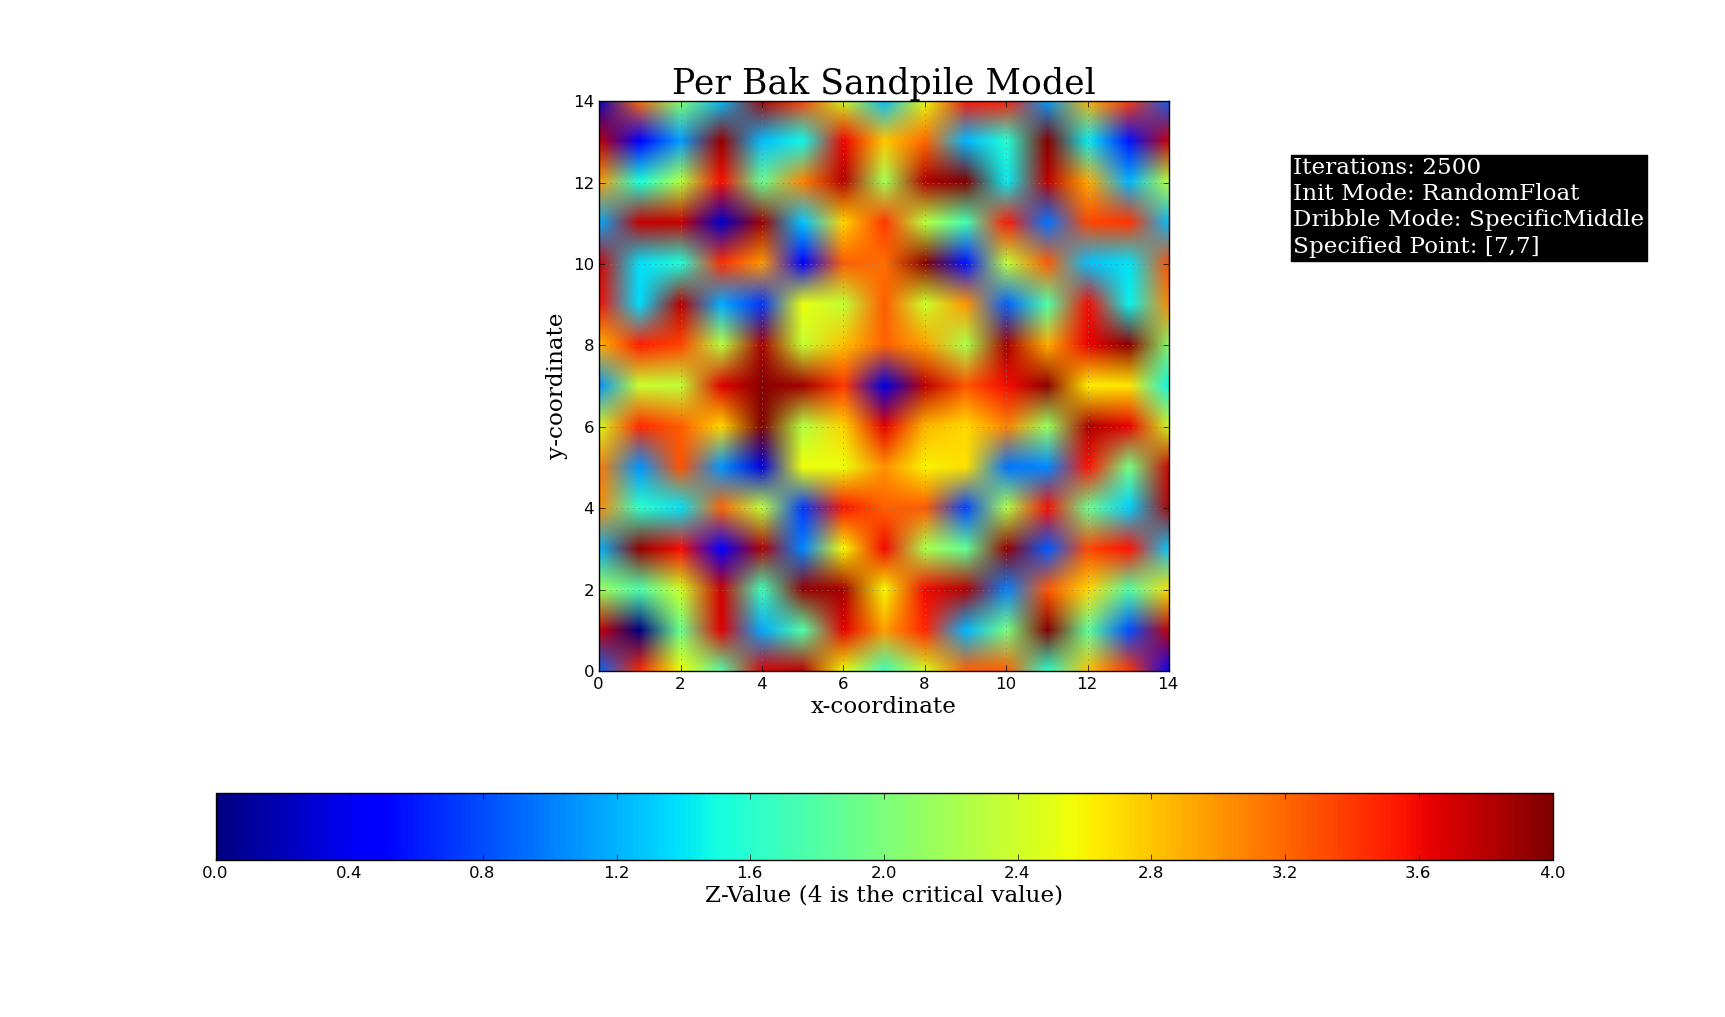 Per Bak Sandpile Model
14
12
10
8
6
4
2
0
y-coordinate
0 2 4 6 8 10 12 14
x-coordinate
Iterations: 2500
Init Mode: RandomFloat
Dribble Mode: SpecificMiddle
Specified Point: [7,7]
0.0 0.4 0.8 1.2 1.6 2.0 2.4 2.8 3.2 3.6 4.0
Z-Value (4 is the critical value)